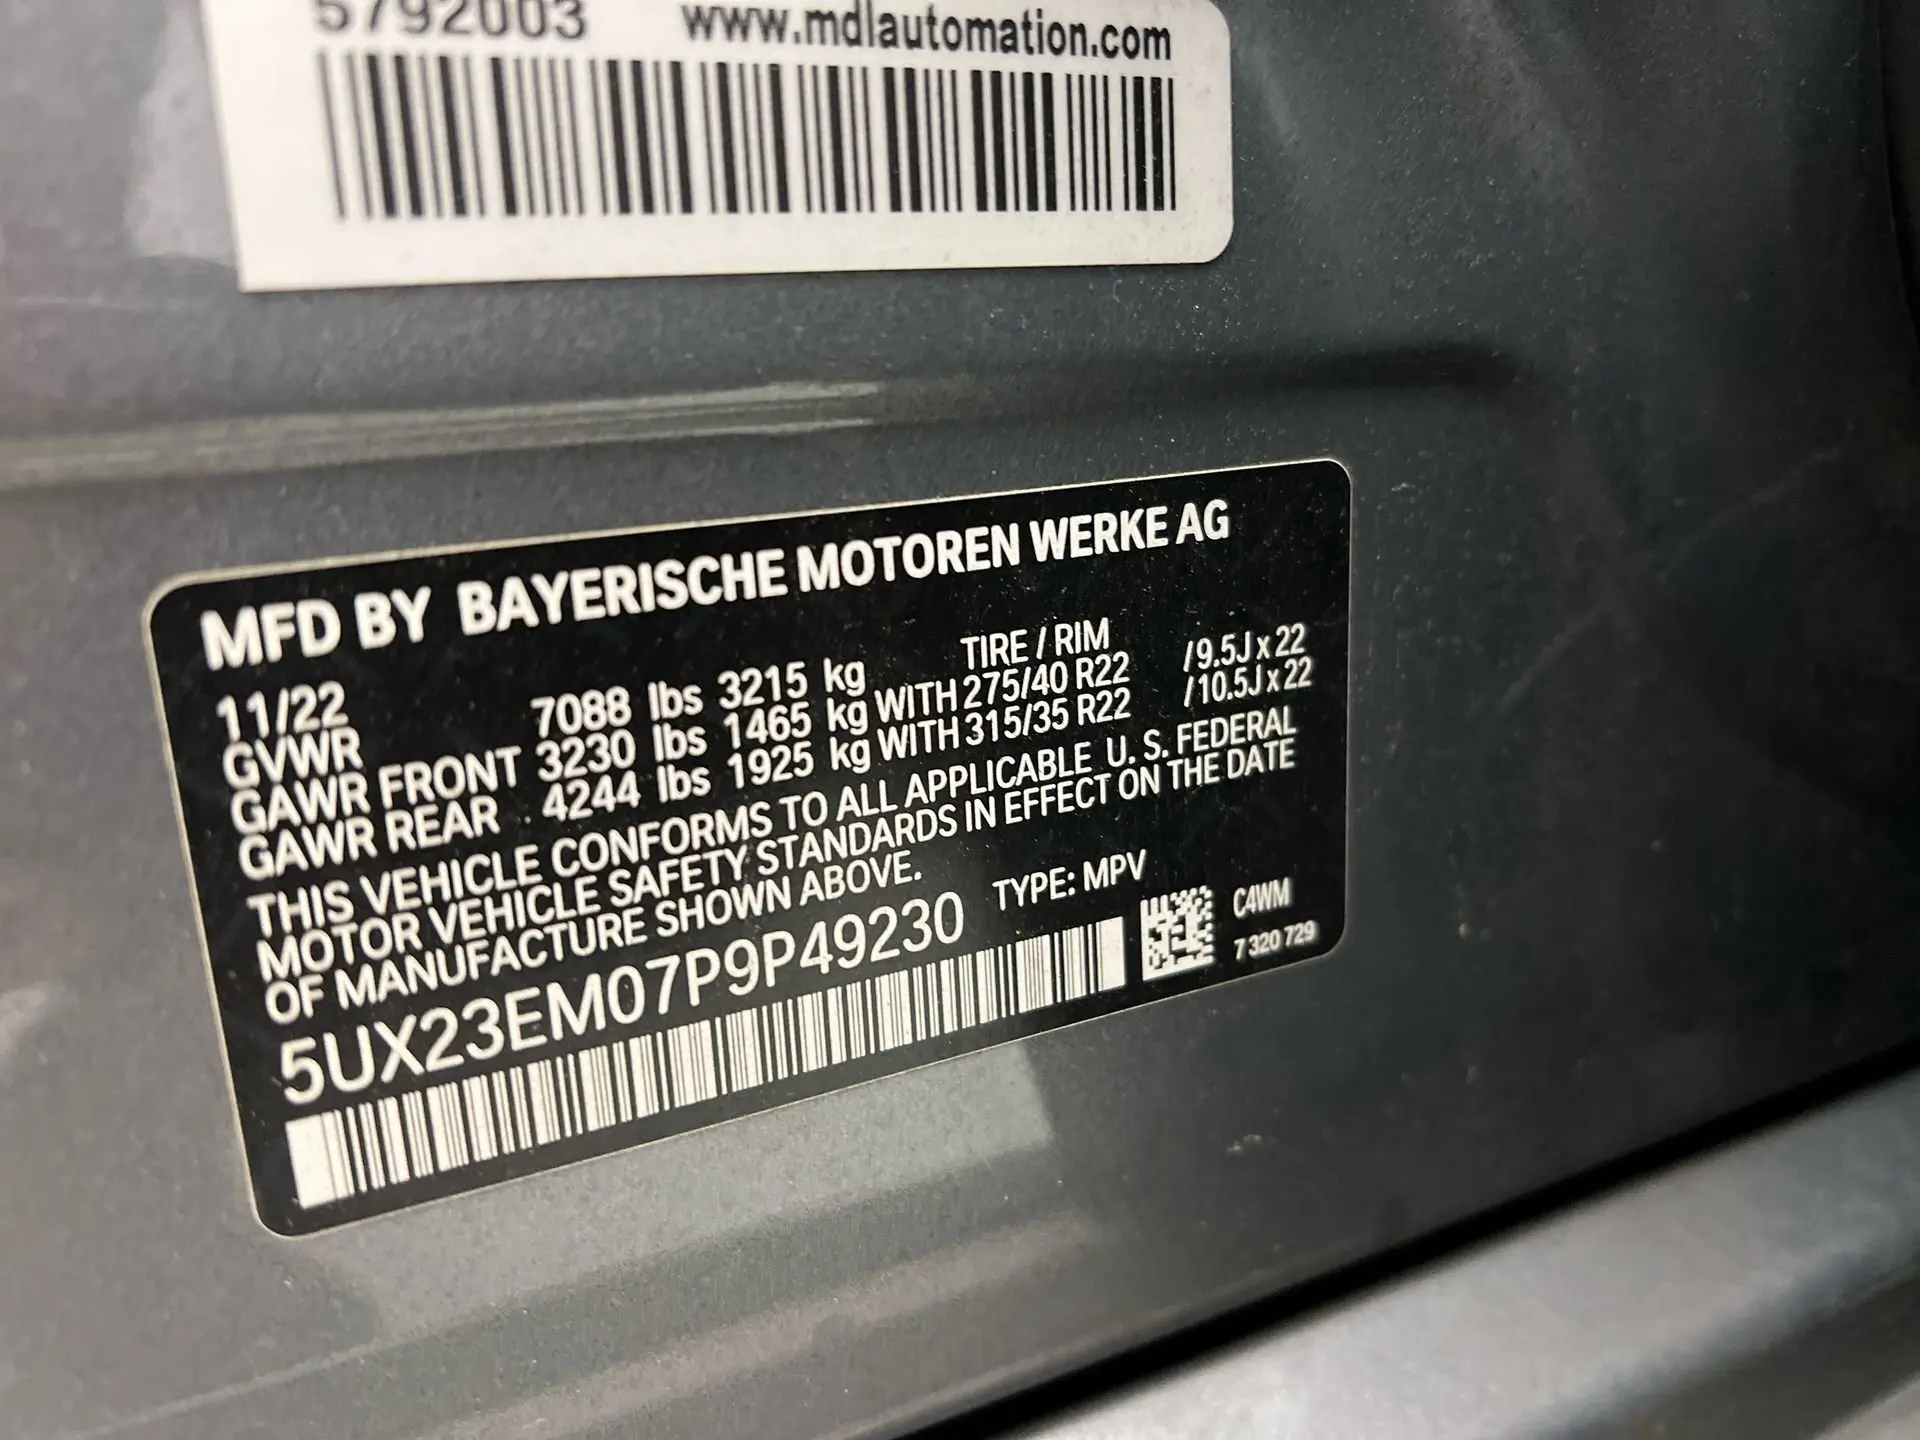 5792003 www.mdlautomation.com
MFD BY BAYERISCHE MOTOREN WERKE AG
11/22 TIRE / RIM
GVWR 7088 lbs 3215 kg
GAWR FRONT 3230 lbs 1465 kg WITH 275/40 R22 /9.5J x 22
GAWR REAR 4244 lbs 1925 kg WITH 315/35 R22 /10.5J x 22
THIS VEHICLE CONFORMS TO ALL APPLICABLE U. S. FEDERAL
MOTOR VEHICLE SAFETY STANDARDS IN EFFECT ON THE DATE
OF MANUFACTURE SHOWN ABOVE.
5UX23EM07P9P49230 TYPE: MPV
C4WM
7 320 729